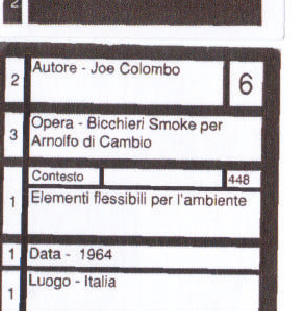 2
2 Autore - Joe Colombo 6
3 Opera - Bicchieri Smoke per
Arnolfo di Cambio
Contesto 448
1 Elementi flessibili per l'ambiente
1 Data - 1964
1 Luogo - Italia